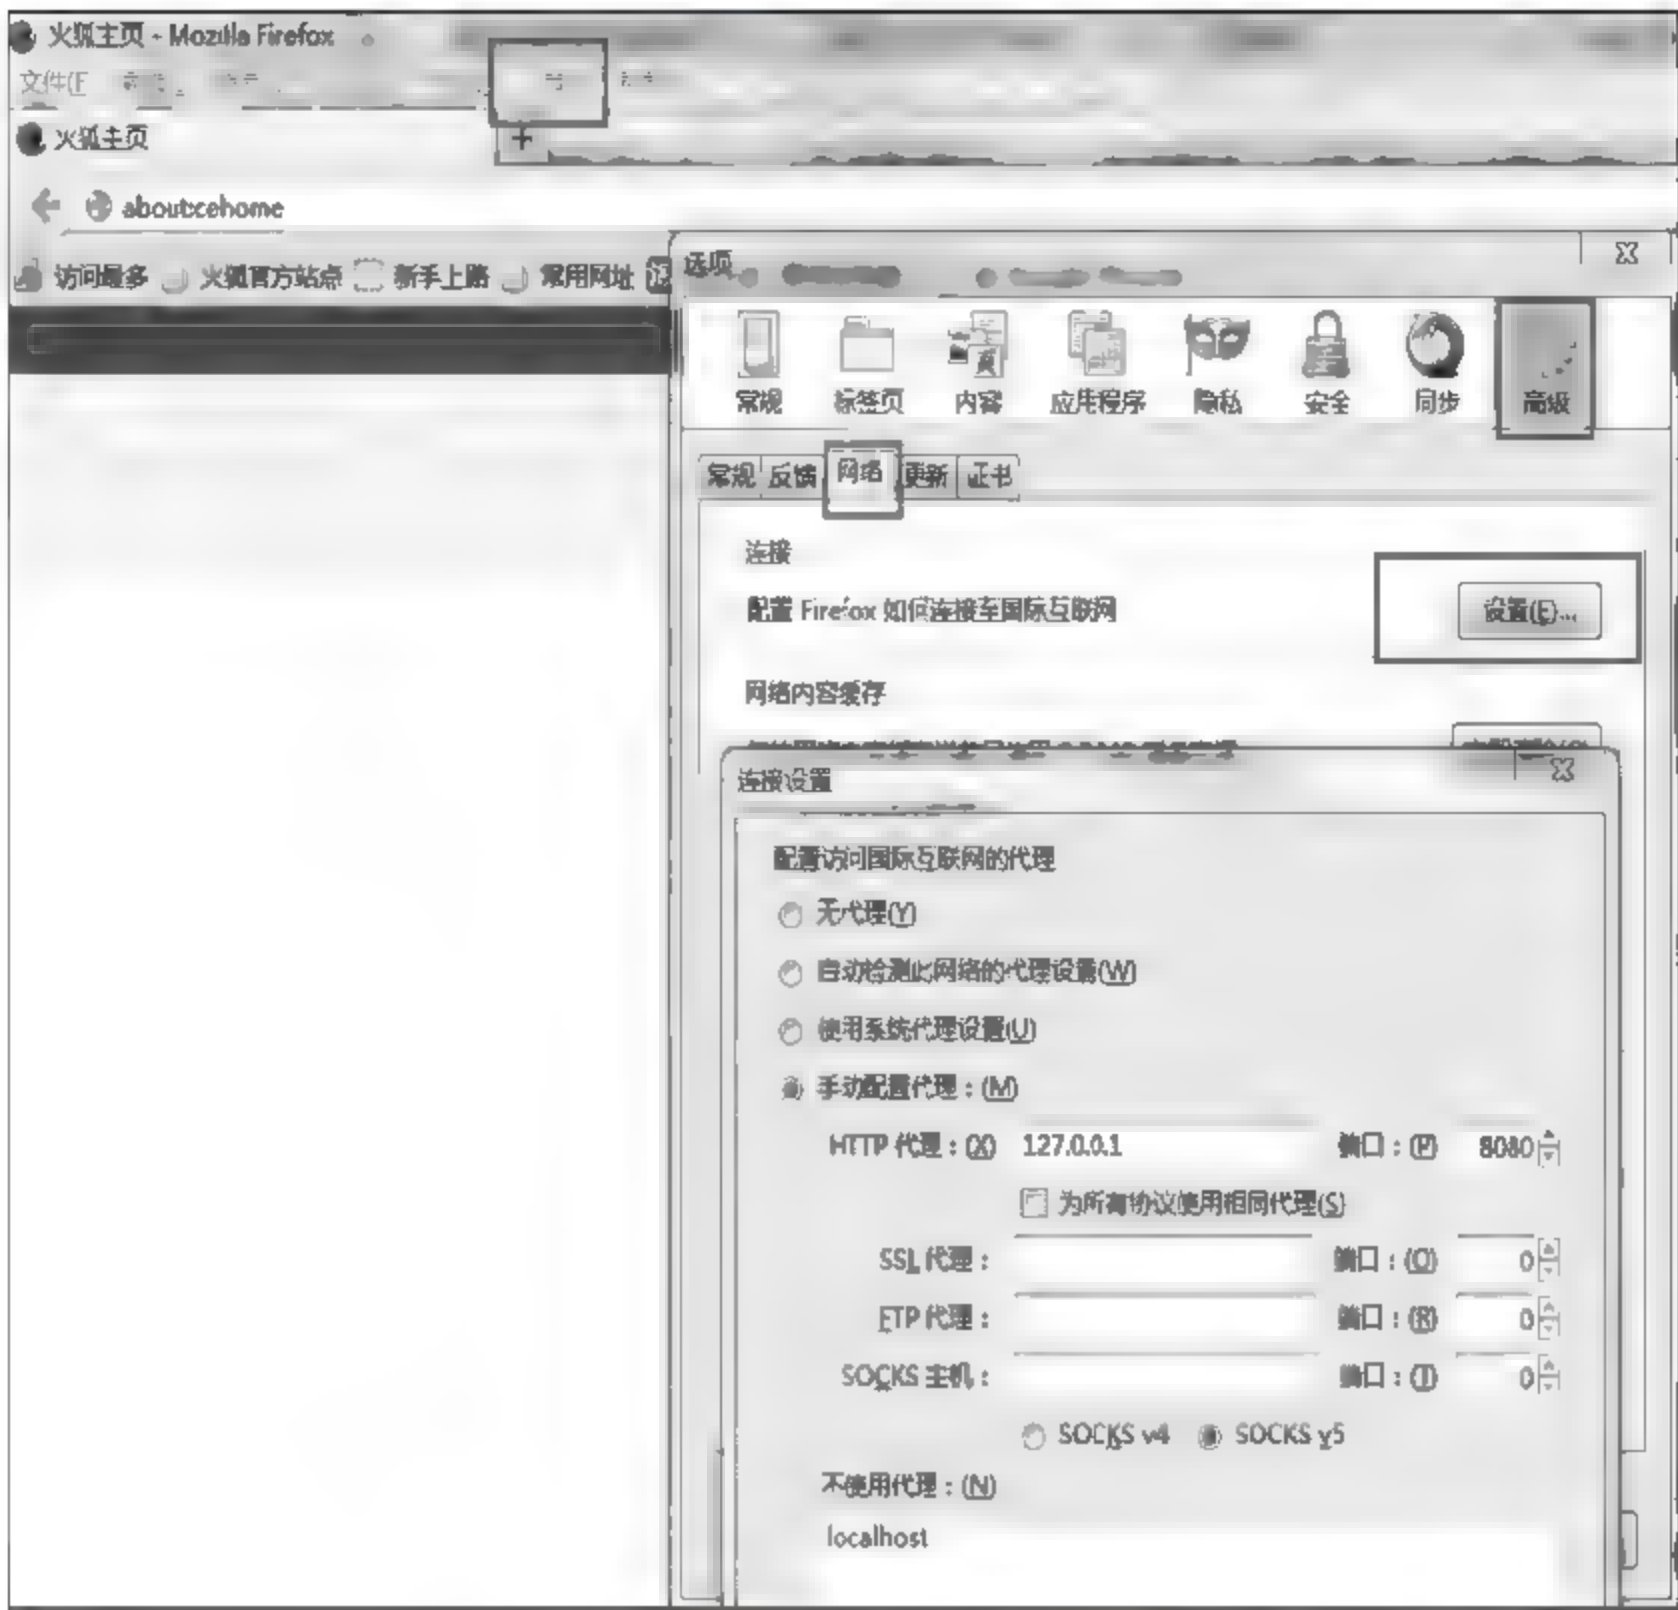 火狐主页 - Mozilla Firefox
文件(F
火狐主页
+
about:cehome
访问最多 火狐官方站点 新手上路 常用网址
选项
常规 标签页 内容 应用程序 隐私 安全 同步 高级
常规 反馈 网络 更新 证书
连接
配置 Firefox 如何连接至国际互联网 设置(E)...
网络内容缓存
连接设置
配置访问国际互联网的代理
无代理(Y)
自动检测此网络的代理设置(W)
使用系统代理设置(U)
手动配置代理：(M)
HTTP 代理：(X) 127.0.0.1 端口：(P) 8080
为所有协议使用相同代理(S)
SSL 代理： 端口：(O) 0
FTP 代理： 端口：(R) 0
SOCKS 主机： 端口：(T) 0
SOCKS v4 SOCKS v5
不使用代理：(N)
localhost